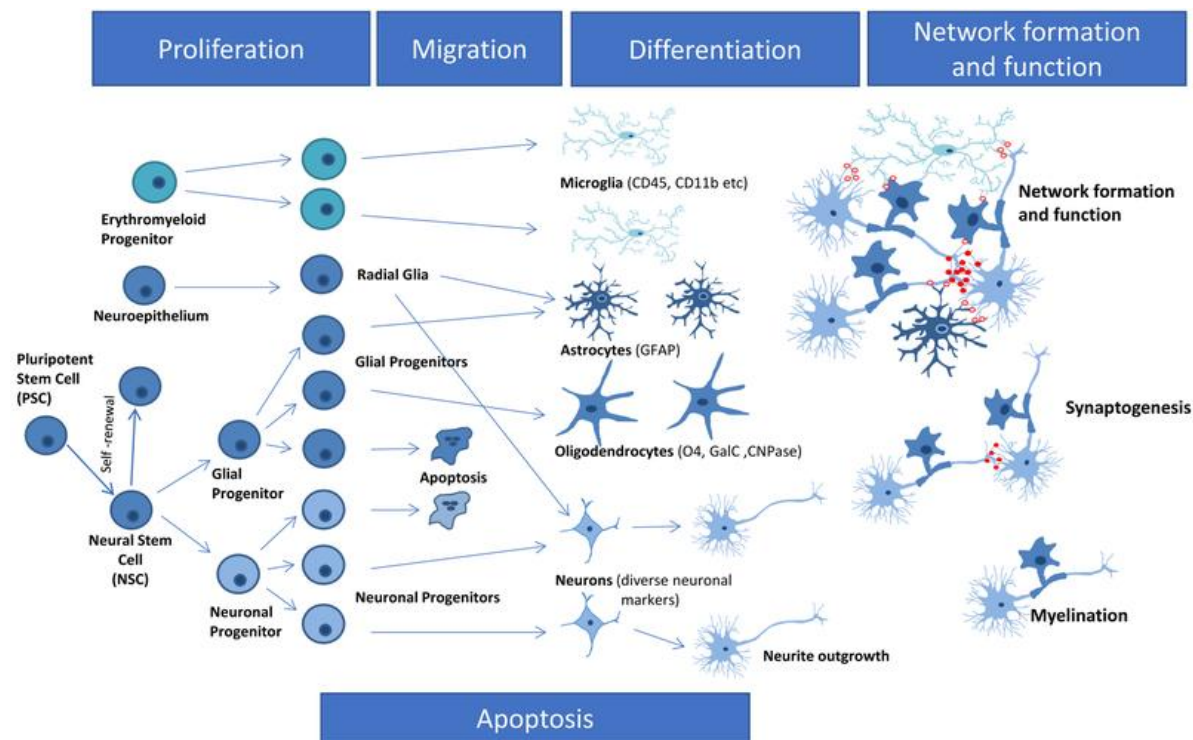 Proliferation
Migration
Differentiation
Network formation
and function
Erythromyeloid
Progenitor
Microglia (CD45, CD11b etc)
Network formation
and function
Radial Glia
Neuroepithelium
Astrocytes (GFAP)
Glial Progenitors
Pluripotent
Stem Cell
(PSC)
Self -renewal
Synaptogenesis
Glial
Progenitor
Apoptosis
Oligodendrocytes (O4, GalC ,CNPase)
Neural Stem
Cell
(NSC)
Neuronal
Progenitor
Neuronal Progenitors
Neurons (diverse neuronal
markers)
Myelination
Neurite outgrowth
Apoptosis